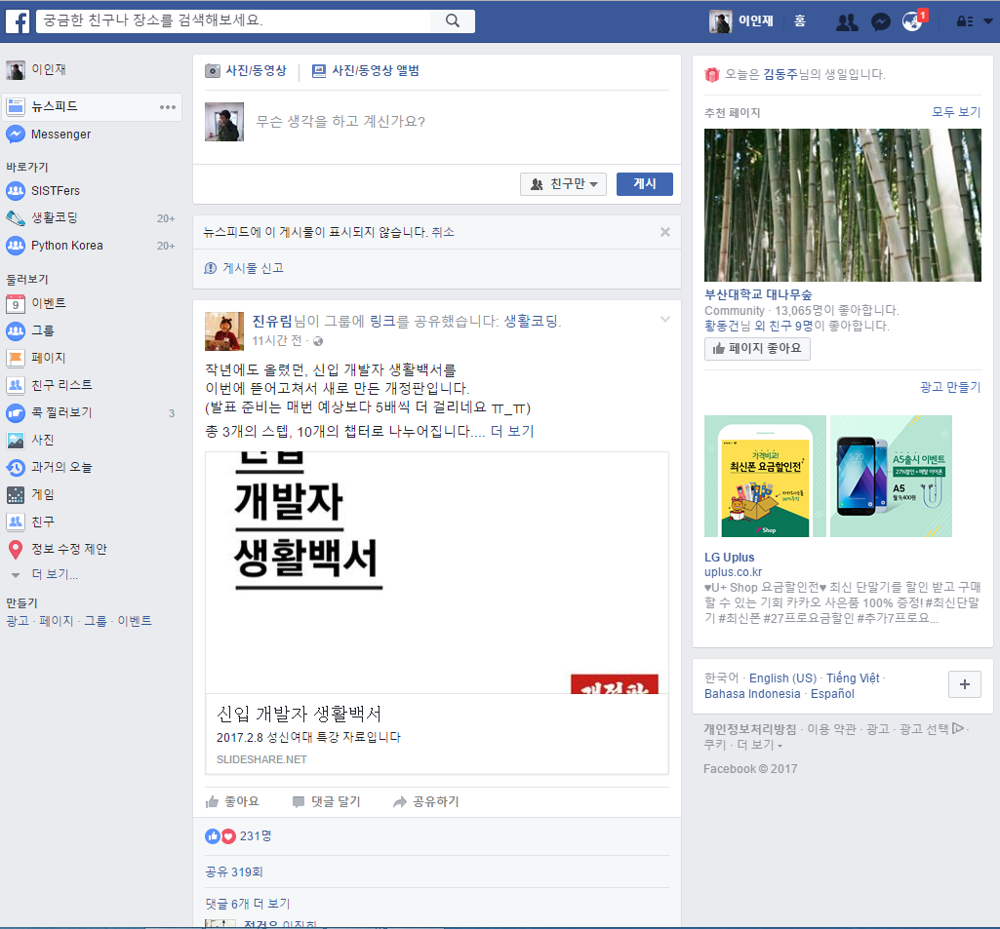 궁금한 친구나 장소를 검색해보세요.
이인재
홈
1
이인재
뉴스피드
Messenger
바로가기
SISTFers
생활코딩 20+
Python Korea 20+
둘러보기
9 이벤트
그룹
페이지
친구 리스트
콕 찔러보기 3
사진
과거의 오늘
게임
친구
정보 수정 제안
더 보기...
만들기
광고 · 페이지 · 그룹 · 이벤트
사진/동영상
사진/동영상 앨범
무슨 생각을 하고 계신가요?
친구만
게시
뉴스피드에 이 게시물이 표시되지 않습니다. 취소
게시물 신고
진유림님이 그룹에 링크를 공유했습니다: 생활코딩.
11시간 전 ·
작년에도 올렸던, 신입 개발자 생활백서를
이번에 뜯어고쳐서 새로 만든 개정판입니다.
(발표 준비는 매번 예상보다 5배씩 더 걸리네요 ㅠ_ㅠ)
총 3개의 스텝, 10개의 챕터로 나누어집니다.... 더 보기
신입
개발자
생활백서
개정판
신입 개발자 생활백서
2017.2.8 성신여대 특강 자료입니다
SLIDESHARE.NET
좋아요
댓글 달기
공유하기
231명
공유 319회
댓글 6개 더 보기
오늘은 김동주님의 생일입니다.
추천 페이지
모두 보기
부산대학교 대나무숲
Community · 13,065명이 좋아합니다.
황동건님 외 친구 9명이 좋아합니다.
페이지 좋아요
광고 만들기
가격비교!
최신폰 요금할인전
Shop
A5출시 이벤트
27%할인 + 메탈 이어폰
A5
월 9,400원
LG Uplus
uplus.co.kr
♥U+ Shop 요금할인전♥ 최신 단말기를 할인 받고 구매
할 수 있는 기회 카카오 사은품 100% 증정! #최신단말
기 #최신폰 #27프로요금할인 #추가7프로요...
한국어 · English (US) · Tiếng Việt ·
Bahasa Indonesia · Español
개인정보처리방침 · 이용 약관 · 광고 · 광고 선택 ·
쿠키 · 더 보기
Facebook © 2017